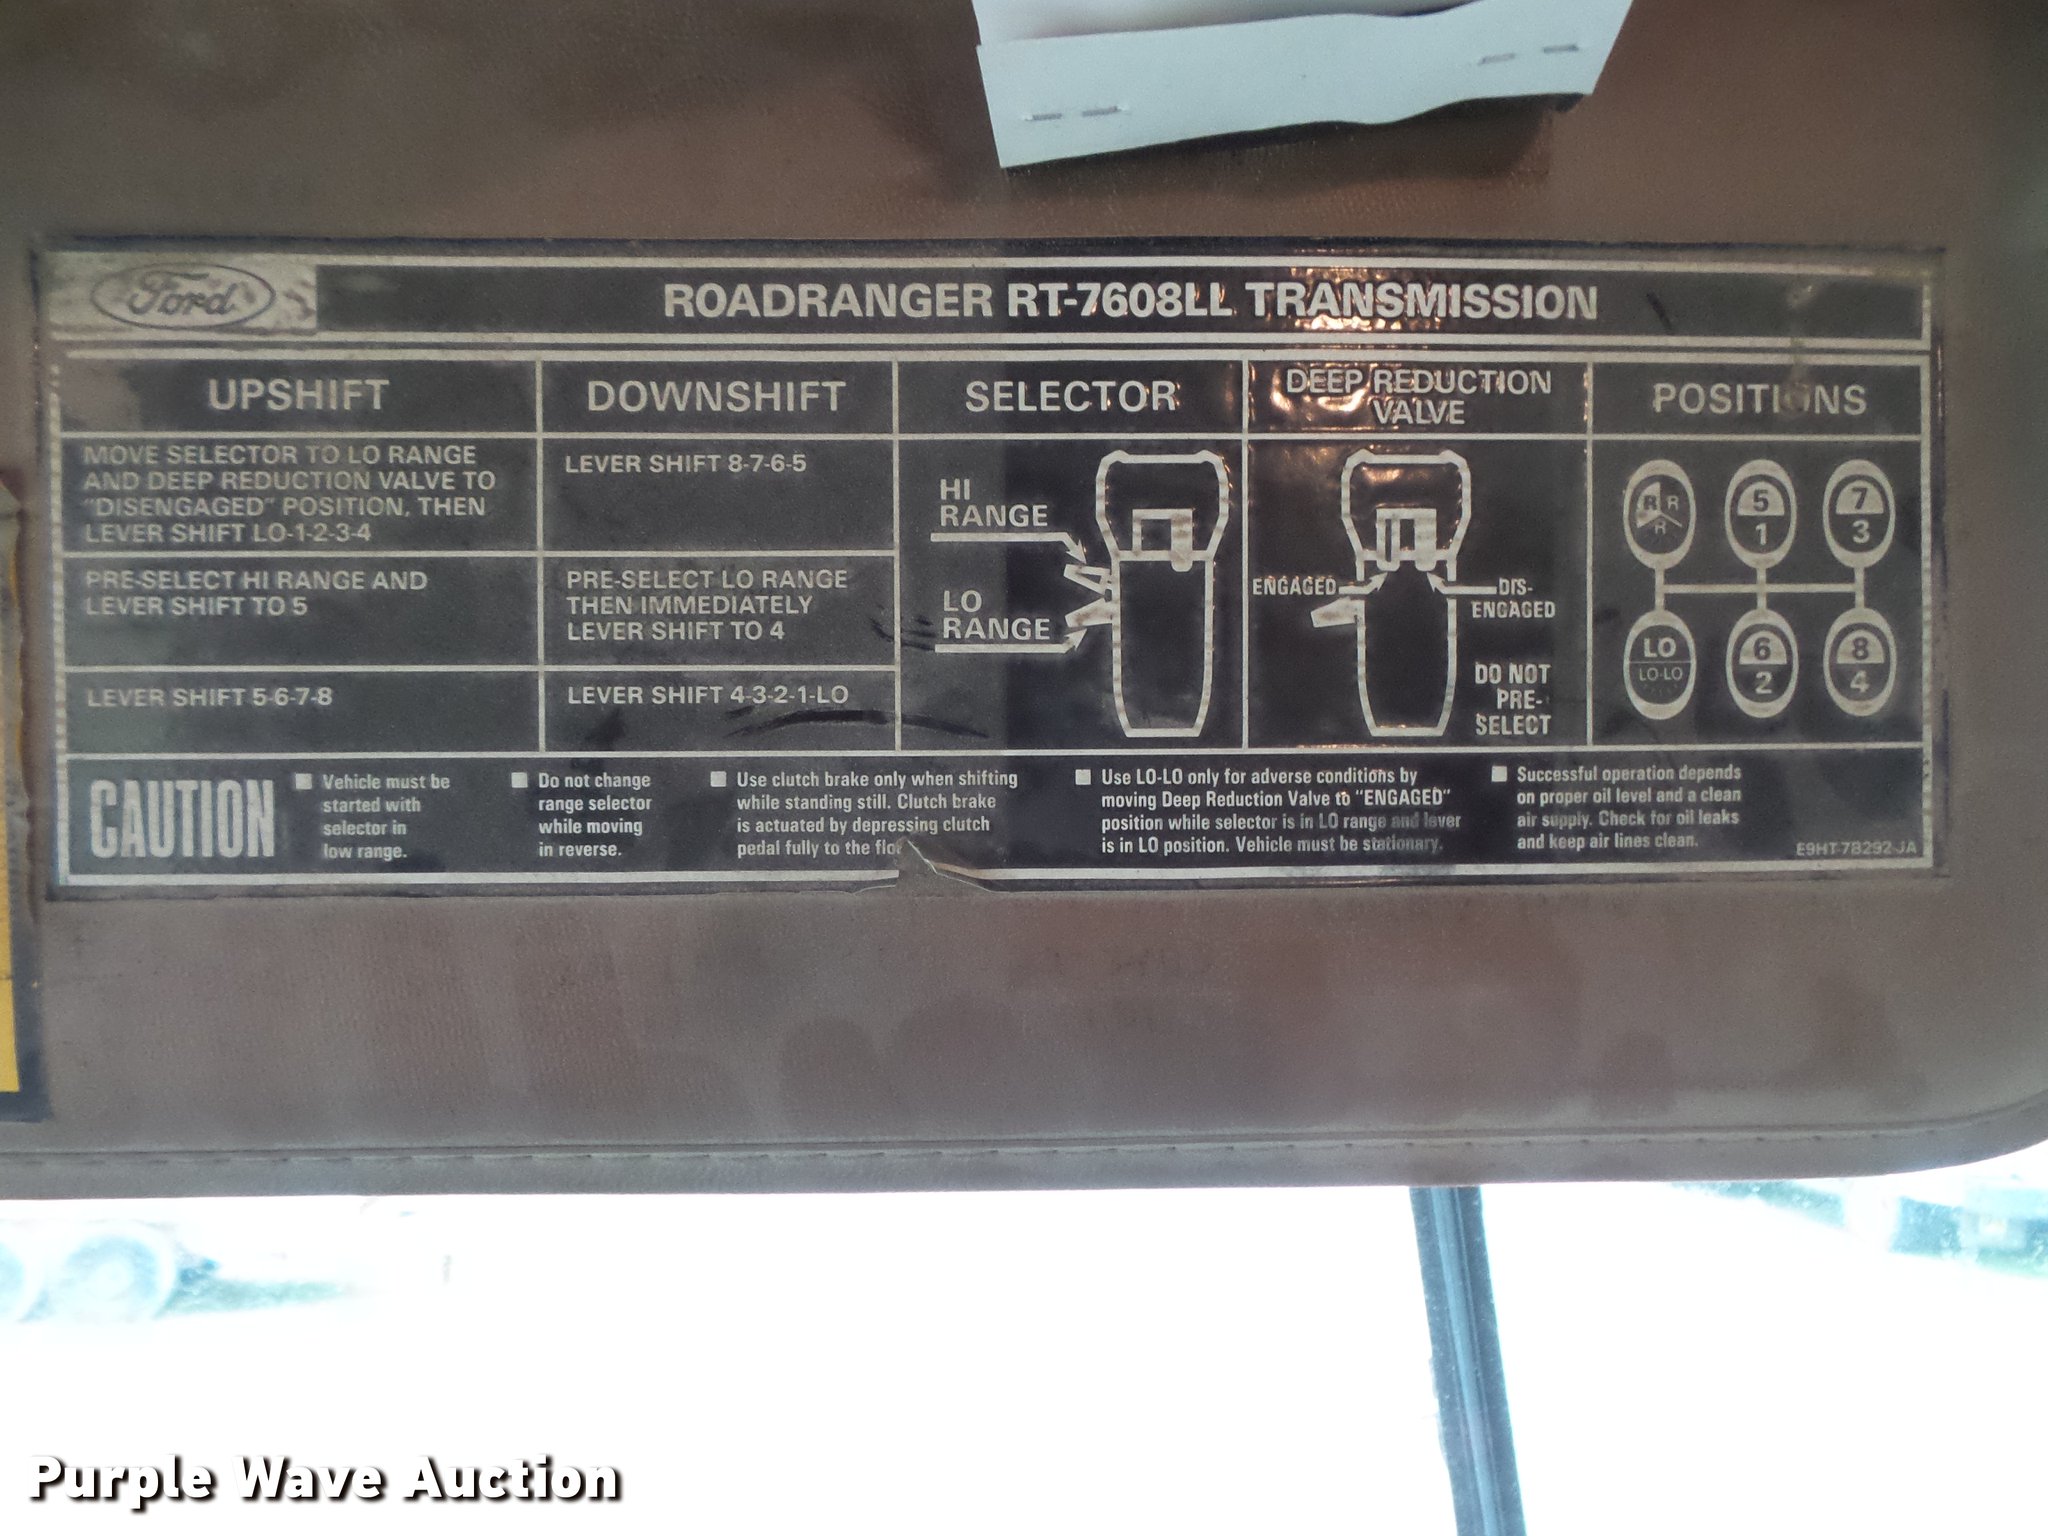 Ford
ROADRANGER RT-7608LL TRANSMISSION
UPSHIFT
MOVE SELECTOR TO LO RANGE
AND DEEP REDUCTION VALVE TO
"DISENGAGED" POSITION, THEN
LEVER SHIFT LO-1-2-3-4
PRE-SELECT HI RANGE AND
LEVER SHIFT TO 5
LEVER SHIFT 5-6-7-8
DOWNSHIFT
LEVER SHIFT 8-7-6-5
PRE-SELECT LO RANGE
THEN IMMEDIATELY
LEVER SHIFT TO 4
LEVER SHIFT 4-3-2-1-LO
SELECTOR
HI
RANGE
LO
RANGE
DEEP REDUCTION
VALVE
ENGAGED
DIS-
ENGAGED
DO NOT
PRE-
SELECT
POSITIONS
R R
R
5
1
7
3
LO
LO-LO
6
2
8
4
CAUTION
Vehicle must be
started with
selector in
low range.
Do not change
range selector
while moving
in reverse.
Use clutch brake only when shifting
while standing still. Clutch brake
is actuated by depressing clutch
pedal fully to the
Use LO-LO only for adverse conditions by
moving Deep Reduction Valve to "ENGAGED"
position while selector is in LO range and lever
is in LO position. Vehicle must be stationary.
Successful operation depends
on proper oil level and a clean
air supply. Check for oil leaks
and keep air lines clean.
E9HT-7B292-JA
Purple Wave Auction